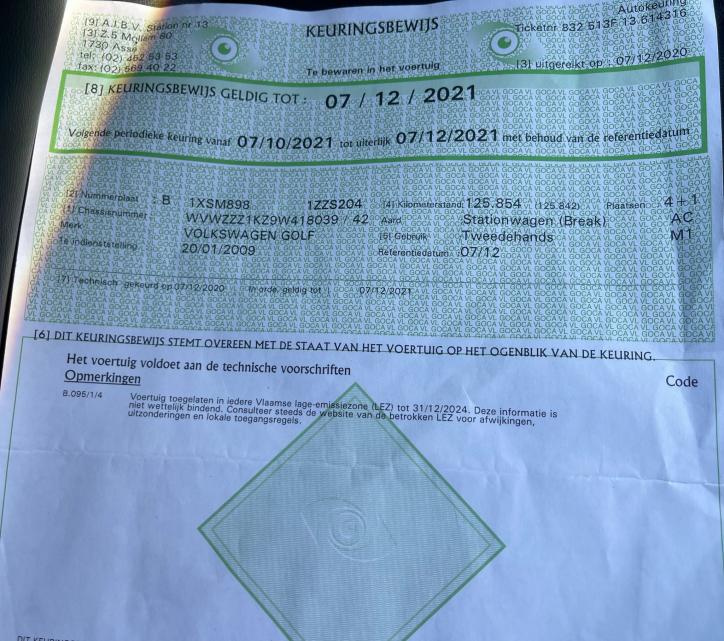 [9] A.I.B.V. Station nr 13
KEURINGSBEWIJS
Autokeuring
[3] Z.5 Mollem 80
Ticketnr 832 513F 13.614316
1730 Asse
tel: (02) 452 53 53
fax: (02) 569 40 22
Te bewaren in het voertuig
[3] uitgereikt op : 07/12/2020
[8] KEURINGSBEWIJS GELDIG TOT : 07 / 12 / 2021
Volgende periodieke keuring vanaf 07/10/2021 tot uiterlijk 07/12/2021 met behoud van de referentiedatum
[2] Nummerplaat : B 1XSM898 1ZZS204 [4] Kilometerstand: 125.854 (125.842) Plaatsen 4 + 1
[1] Chassisnummer WVWZZZ1KZ9W418039 / 42 Aard Stationwagen (Break) AC
Merk VOLKSWAGEN GOLF [5] Gebruik Tweedehands M1
1e indienststelling 20/01/2009 Referentiedatum 07/12
[7] Technisch gekeurd op 07/12/2020 In orde, geldig tot 07/12/2021
[6] DIT KEURINGSBEWIJS STEMT OVEREEN MET DE STAAT VAN HET VOERTUIG OP HET OGENBLIK VAN DE KEURING.
Het voertuig voldoet aan de technische voorschriften
Opmerkingen Code
B.095/1/4 Voertuig toegelaten in iedere Vlaamse lage-emissiezone (LEZ) tot 31/12/2024. Deze informatie is
niet wettelijk bindend. Consulteer steeds de website van de betrokken LEZ voor afwijkingen,
uitzonderingen en lokale toegangsregels.